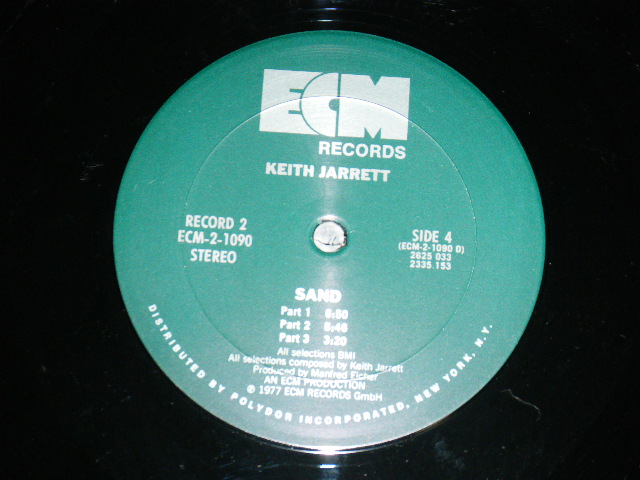 ECM
RECORDS
KEITH JARRETT
RECORD 2
ECM-2-1090
STEREO
SIDE 4
(ECM-2-1090 D)
2625 033
2335.153
SAND
Part 1
Part 2
Part 3 3:20
All selections BMI
All selections composed by Keith Jarrett
Produced by Manfred Eicher
AN ECM PRODUCTION
© 1977 ECM RECORDS GmbH
DISTRIBUTED BY POLYDOR INCORPORATED, NEW YORK, N.Y.